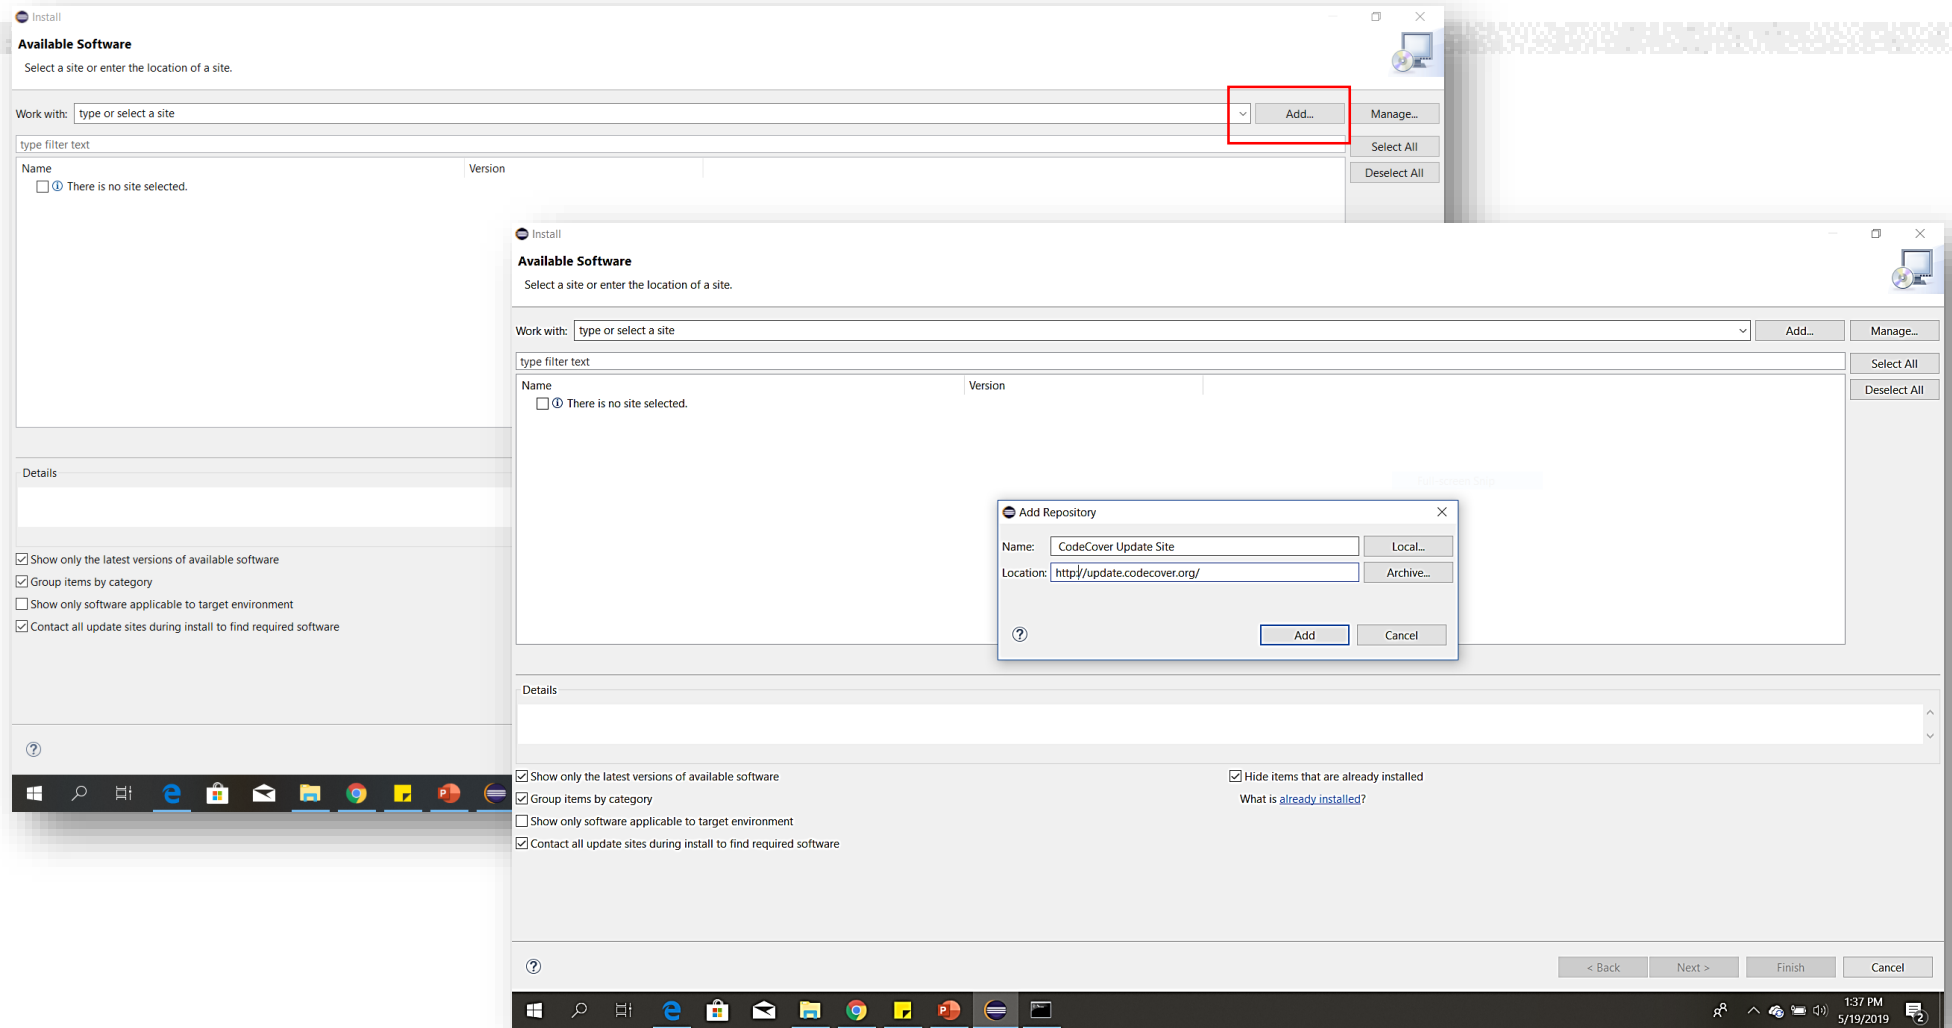 Install
Available Software
Select a site or enter the location of a site.
Work with: type or select a site Add... Manage...
type filter text Select All
Name Version Deselect All
There is no site selected.
Details
Show only the latest versions of available software
Group items by category
Show only software applicable to target environment
Contact all update sites during install to find required software
Install
Available Software
Select a site or enter the location of a site.
Work with: type or select a site Add... Manage...
type filter text Select All
Name Version Deselect All
There is no site selected.
Add Repository
Name: CodeCover Update Site Local...
Location: http://update.codecover.org/ Archive...
Add Cancel
Details
Show only the latest versions of available software Hide items that are already installed
Group items by category What is already installed?
Show only software applicable to target environment
Contact all update sites during install to find required software
< Back Next > Finish Cancel
1:37 PM
5/19/2019 2